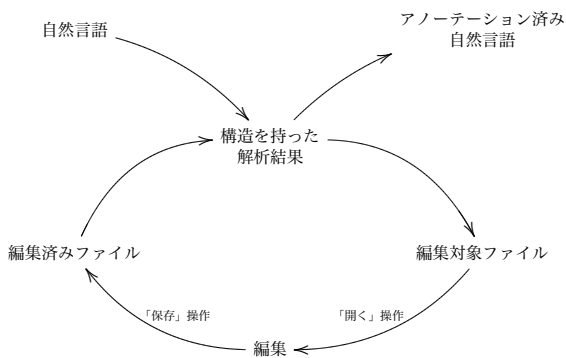 自然言語
アノーテーション済み
自然言語
構造を持った
解析結果
編集済みファイル
編集対象ファイル
「保存」操作
「開く」操作
編集